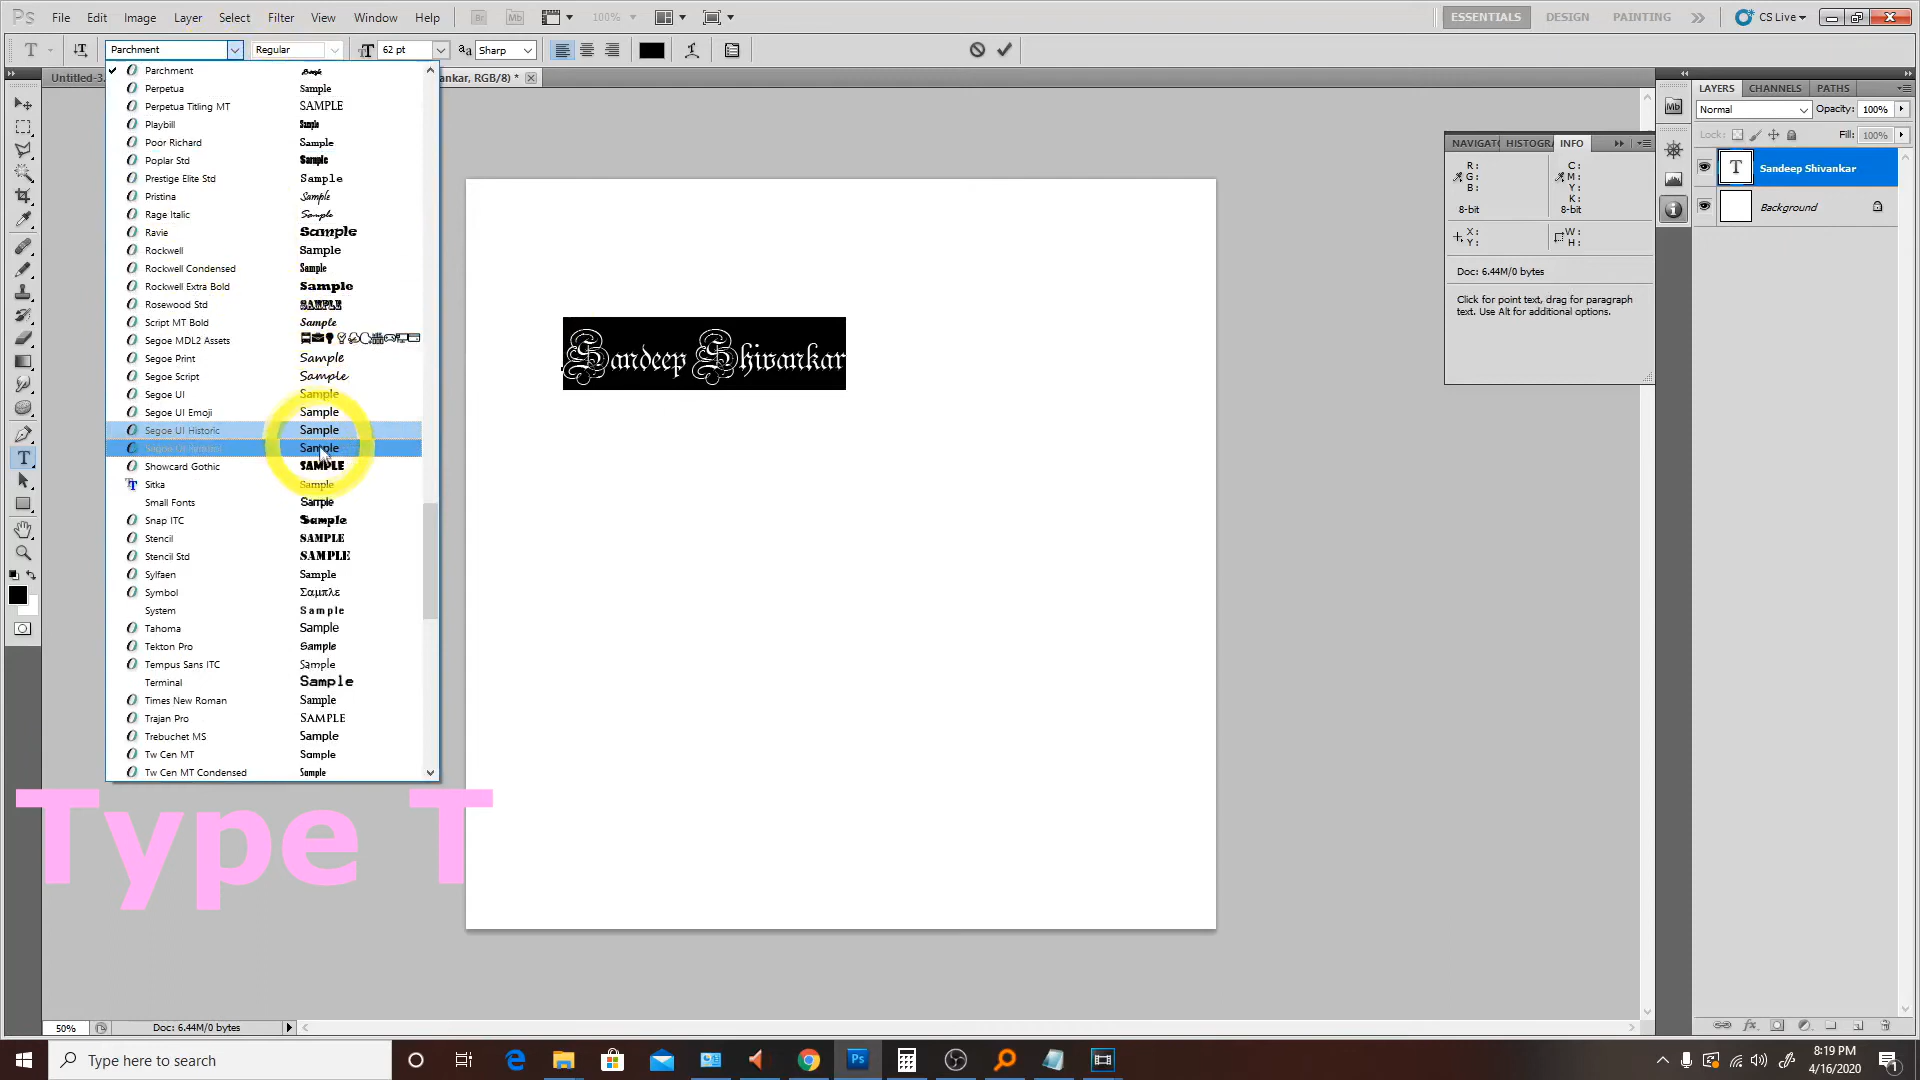 Ps File Edit Image Layer Select Filter View Window Help Br Mb 100% ESSENTIALS DESIGN PAINTING CS Live
T Parchment Regular 62 pt Sharp
Untitled-3. ankar, RGB/8) *
Parchment Sample
Perpetua Sample
Perpetua Titling MT SAMPLE
Playbill Sample
Poor Richard Sample
Poplar Std Sample
Prestige Elite Std Sample
Pristina Sample
Rage Italic Sample
Ravie Sample
Rockwell Sample
Rockwell Condensed Sample
Rockwell Extra Bold Sample
Rosewood Std SAMPLE
Script MT Bold Sample
Segoe MDL2 Assets
Segoe Print Sample
Segoe Script Sample
Segoe UI Sample
Segoe UI Emoji Sample
Segoe UI Historic Sample
Sample
Showcard Gothic SAMPLE
Sitka Sample
Small Fonts Sample
Snap ITC Sample
Stencil SAMPLE
Stencil Std SAMPLE
Sylfaen Sample
Symbol Σαμπλε
System Sample
Tahoma Sample
Tekton Pro Sample
Tempus Sans ITC Sample
Terminal Sample
Times New Roman Sample
Trajan Pro SAMPLE
Trebuchet MS Sample
Tw Cen MT Sample
Tw Cen MT Condensed Sample
Sandeep Shivankar
Type T
NAVIGATO HISTOGRA INFO
R: C:
G: M:
B: Y:
K:
8-bit 8-bit
X: W:
Y: H:
Doc: 6.44M/0 bytes
Click for point text, drag for paragraph
text. Use Alt for additional options.
LAYERS CHANNELS PATHS
Normal Opacity: 100%
Lock: Fill: 100%
T Sandeep Shivankar
Background
50% Doc: 6.44M/0 bytes
Type here to search
8:19 PM
4/16/2020